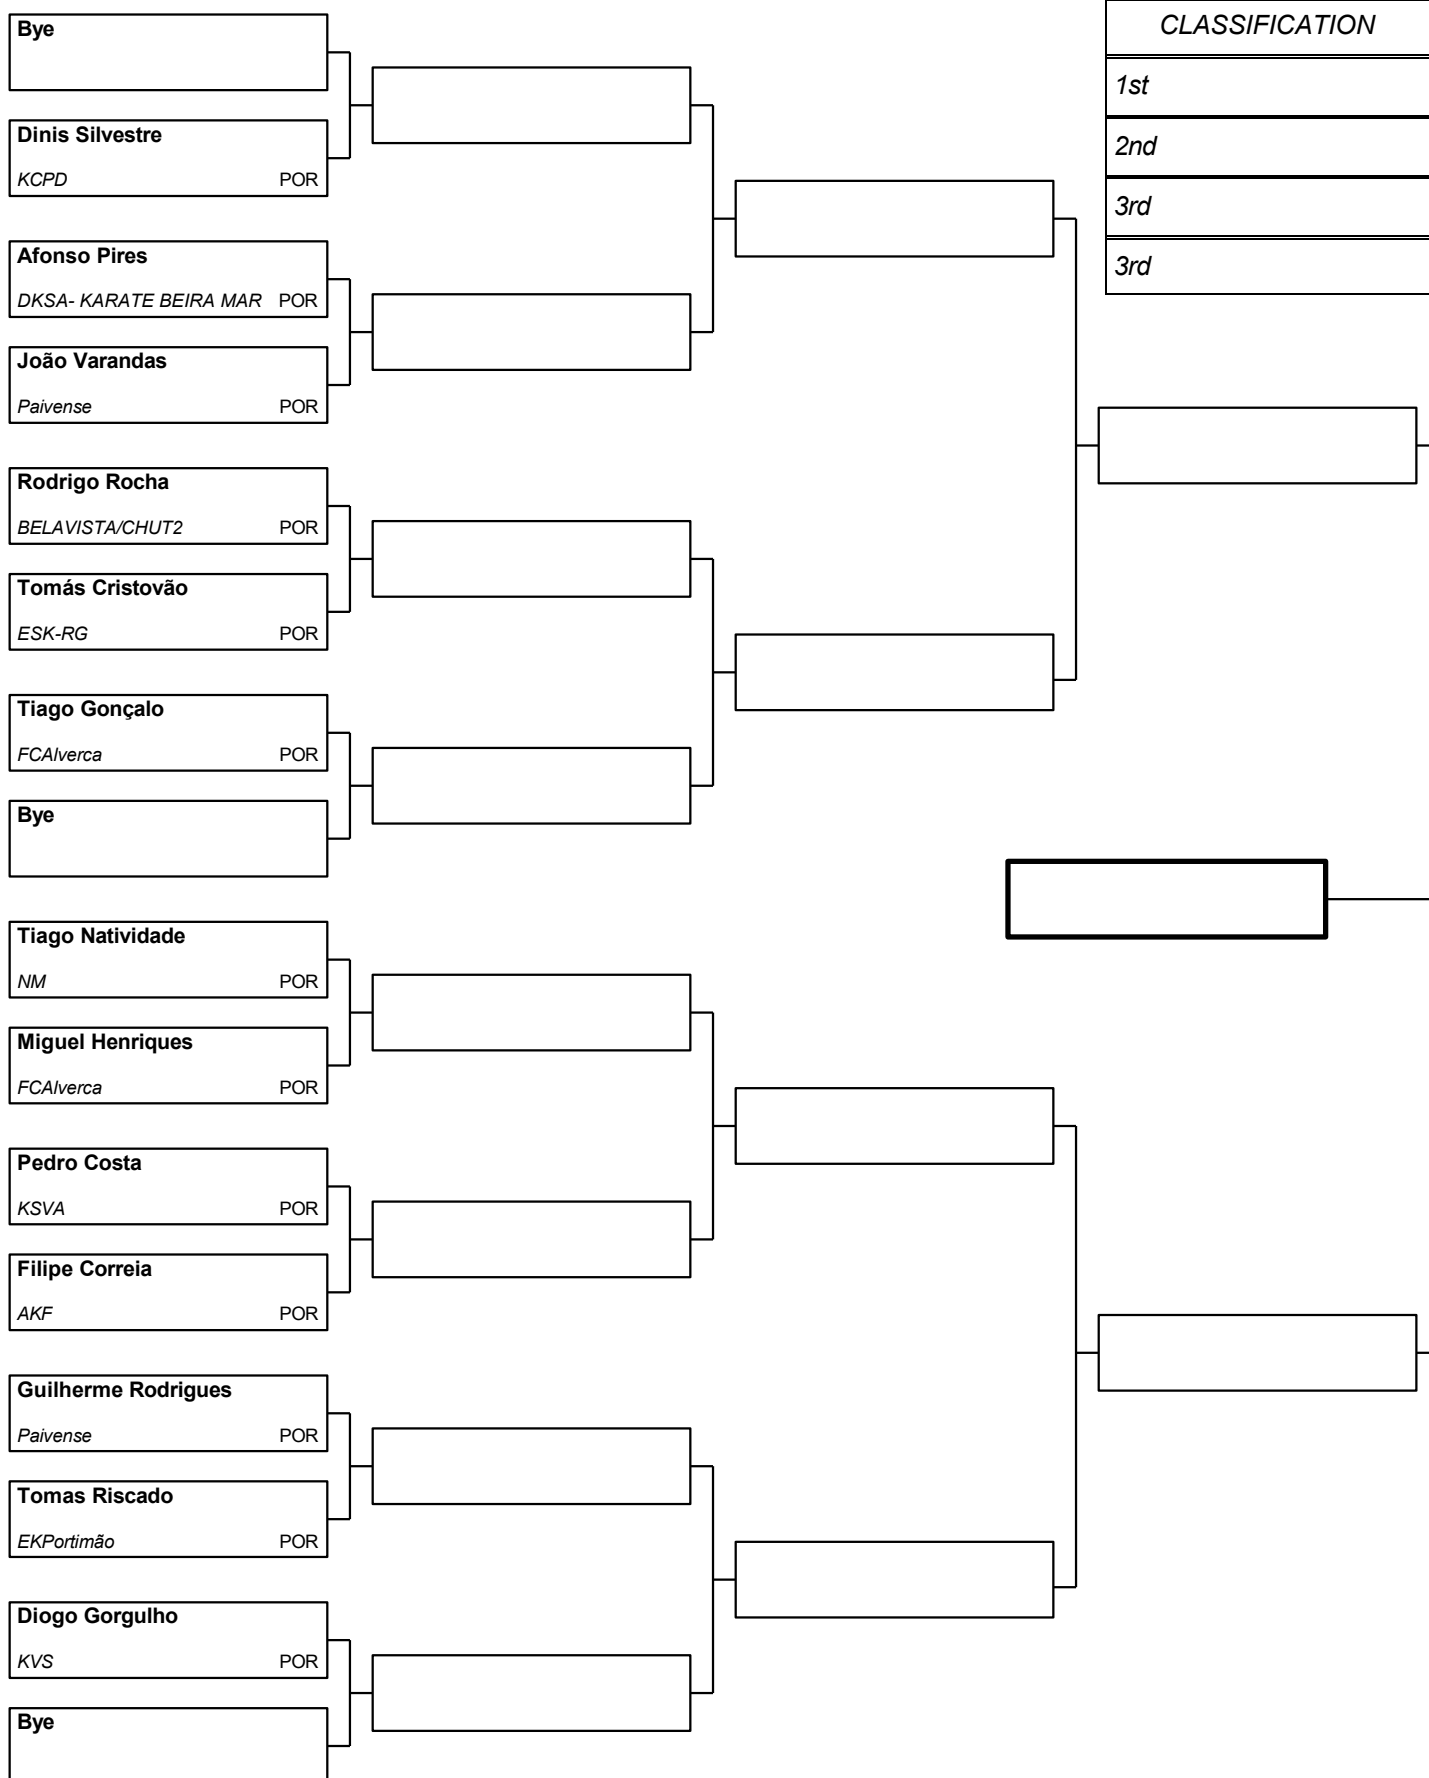 Bye
Dinis Silvestre
KCPD POR
Afonso Pires
DKSA- KARATE BEIRA MAR POR
João Varandas
Paivense POR
Rodrigo Rocha
BELAVISTA/CHUT2 POR
Tomás Cristovão
ESK-RG POR
Tiago Gonçalo
FCAlverca POR
Bye
Tiago Natividade
NM POR
Miguel Henriques
FCAlverca POR
Pedro Costa
KSVA POR
Filipe Correia
AKF POR
Guilherme Rodrigues
Paivense POR
Tomas Riscado
EKPortimão POR
Diogo Gorgulho
KVS POR
Bye
CLASSIFICATION
1st
2nd
3rd
3rd